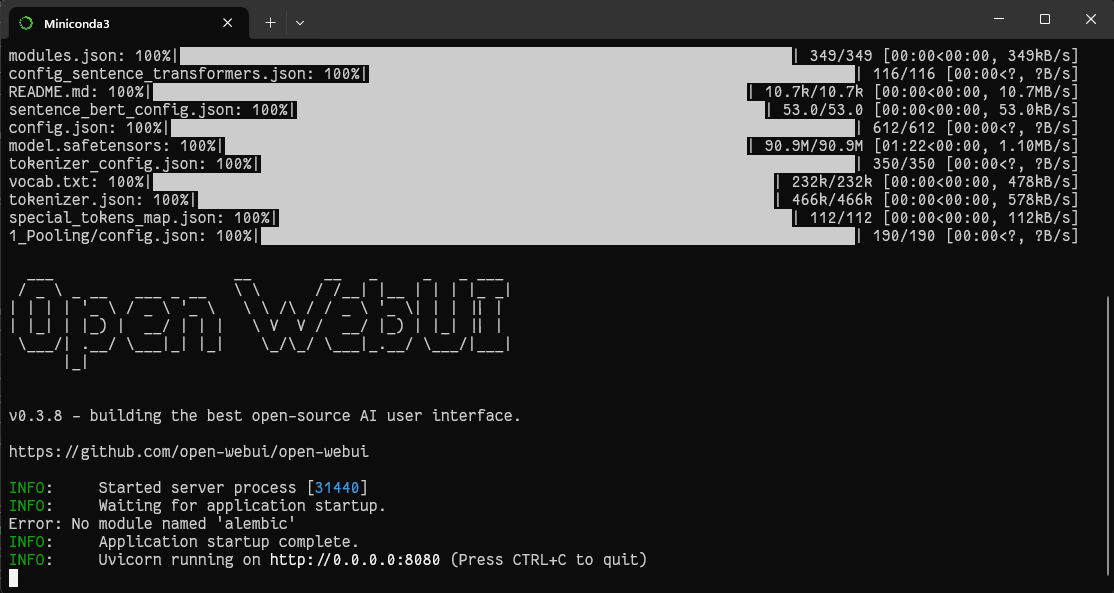 Miniconda3
modules.json: 100%| | 349/349 [00:00<00:00, 349kB/s]
config_sentence_transformers.json: 100%| | 116/116 [00:00<?, ?B/s]
README.md: 100%| | 10.7k/10.7k [00:00<00:00, 10.7MB/s]
sentence_bert_config.json: 100%| | 53.0/53.0 [00:00<00:00, 53.0kB/s]
config.json: 100%| | 612/612 [00:00<?, ?B/s]
model.safetensors: 100%| | 90.9M/90.9M [01:22<00:00, 1.10MB/s]
tokenizer_config.json: 100%| | 350/350 [00:00<?, ?B/s]
vocab.txt: 100%| | 232k/232k [00:00<00:00, 478kB/s]
tokenizer.json: 100%| | 466k/466k [00:00<00:00, 578kB/s]
special_tokens_map.json: 100%| | 112/112 [00:00<00:00, 112kB/s]
1_Pooling/config.json: 100%| | 190/190 [00:00<?, ?B/s]
Open WebUI
v0.3.8 - building the best open-source AI user interface.
https://github.com/open-webui/open-webui
INFO: Started server process [31440]
INFO: Waiting for application startup.
Error: No module named 'alembic'
INFO: Application startup complete.
INFO: Uvicorn running on http://0.0.0.0:8080 (Press CTRL+C to quit)